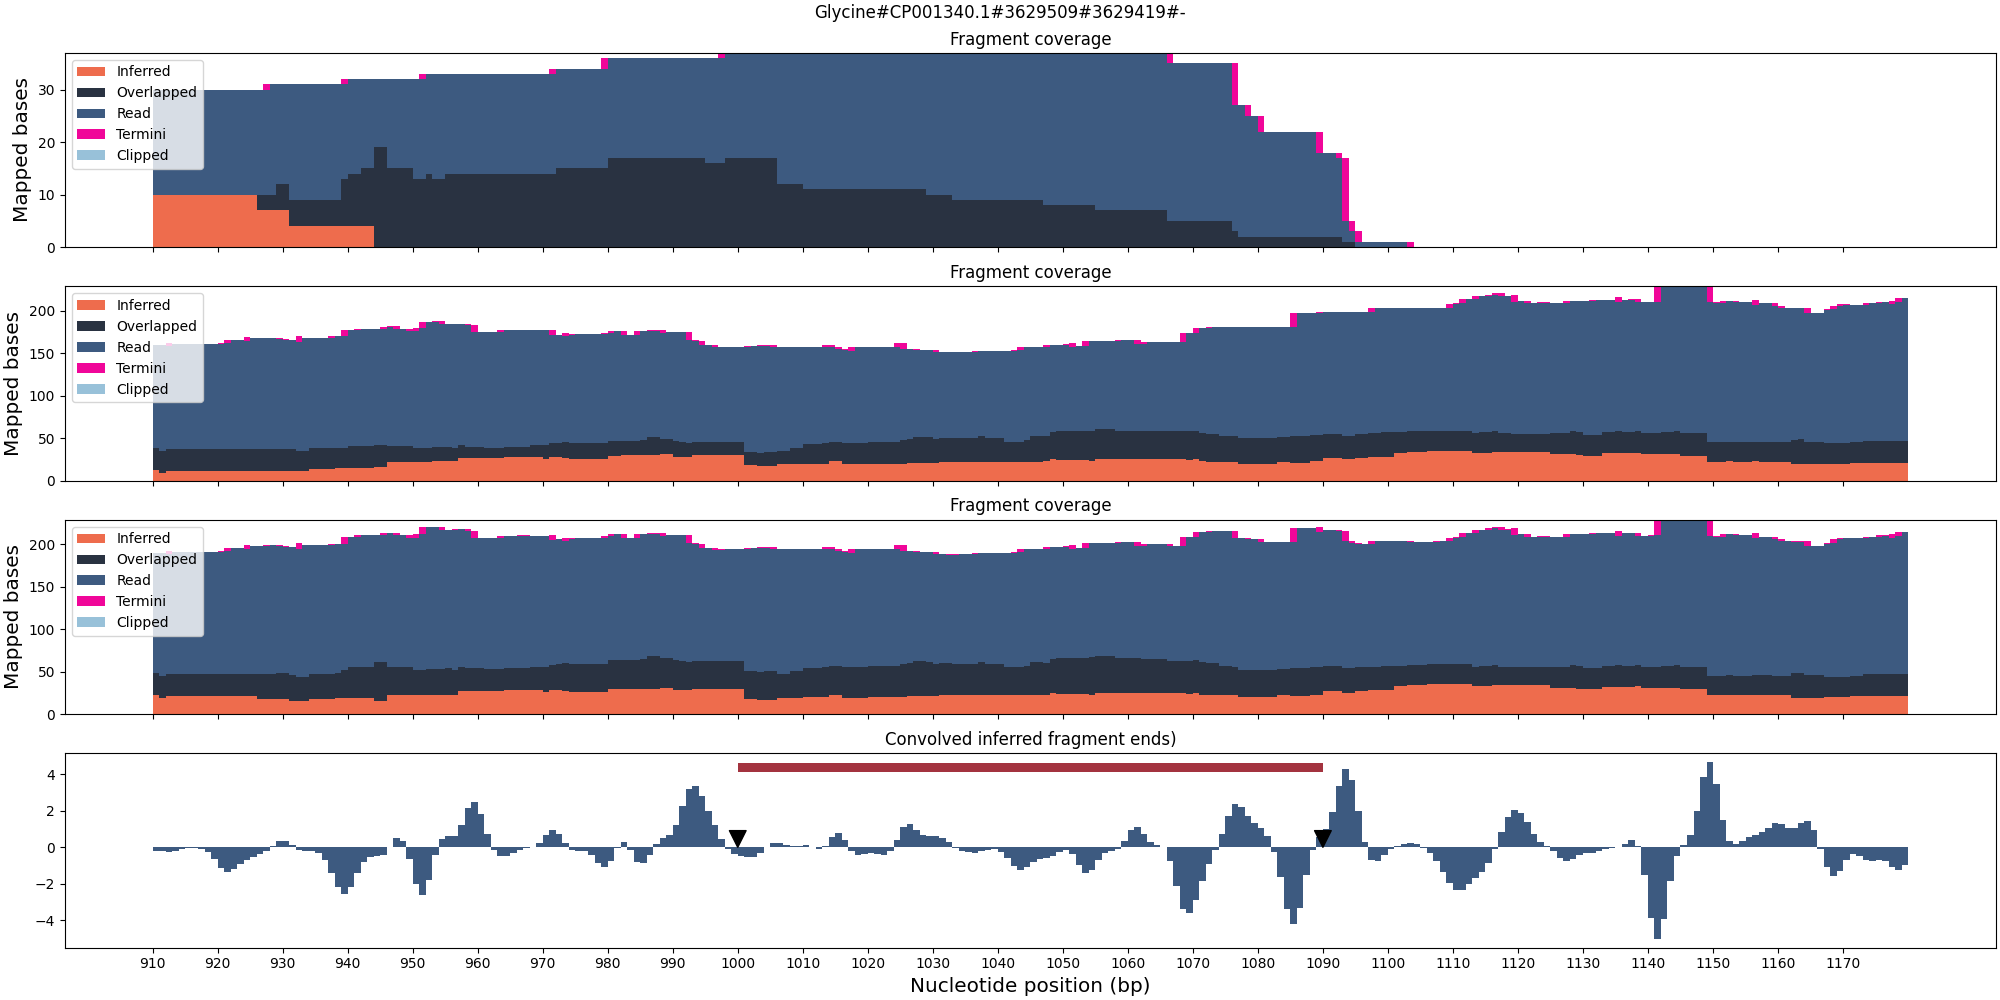 Glycine#CP001340.1#3629509#3629419#-
Fragment coverage
Mapped bases
30
20
10
0
Inferred
Overlapped
Read
Termini
Clipped
Fragment coverage
Mapped bases
200
150
100
50
0
Inferred
Overlapped
Read
Termini
Clipped
Fragment coverage
Mapped bases
200
150
100
50
0
Inferred
Overlapped
Read
Termini
Clipped
Convolved inferred fragment ends)
4
2
0
−2
−4
910 920 930 940 950 960 970 980 990 1000 1010 1020 1030 1040 1050 1060 1070 1080 1090 1100 1110 1120 1130 1140 1150 1160 1170
Nucleotide position (bp)